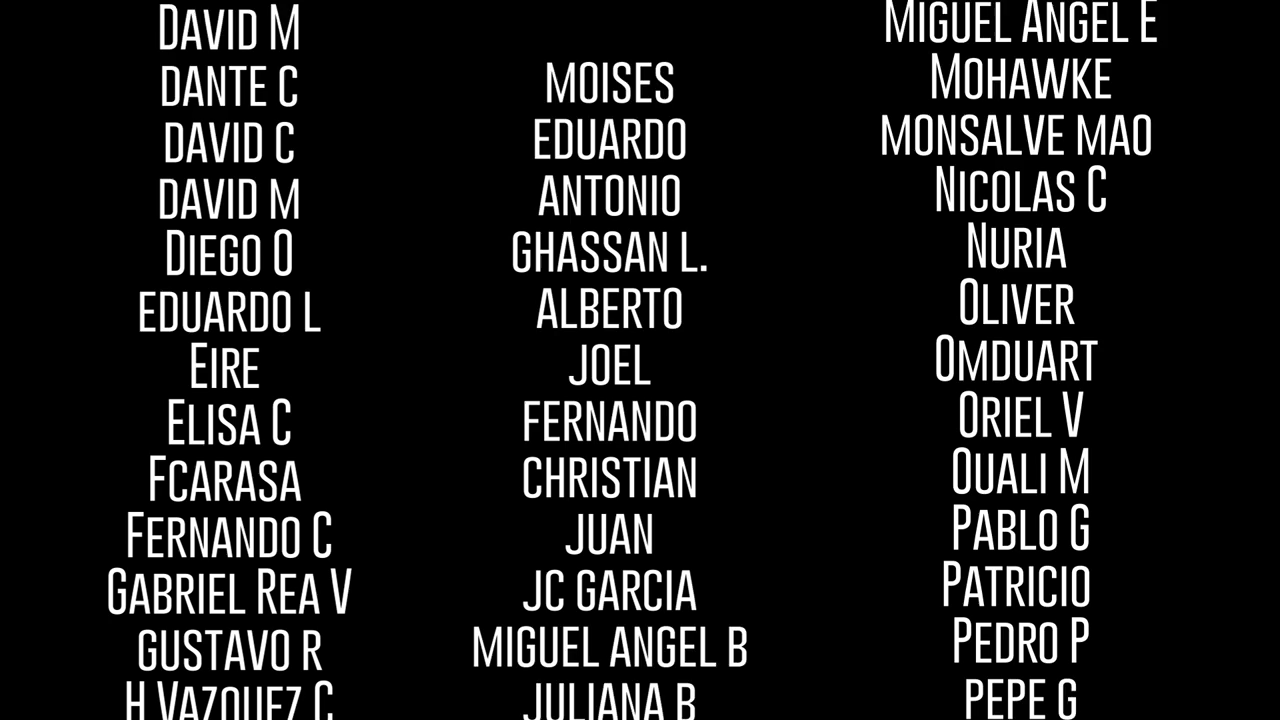 David M
DANTE C
DAVID C
DAVID M
Diego O
EDUARDO L
Eire
Elisa C
Fcarasa
Fernando C
Gabriel Rea V
GUSTAVO R
H Vazquez C
MOISES
EDUARDO
ANTONIO
GHASSAN L.
ALBERTO
JOEL
FERNANDO
CHRISTIAN
JUAN
JC GARCIA
MIGUEL ANGEL B
JULIANA B
Miguel Angel E
Mohawke
MONSALVE MAO
Nicolas C
Nuria
Oliver
Omduart
Oriel V
Ouali M
Pablo G
Patricio
Pedro P
PEPE G